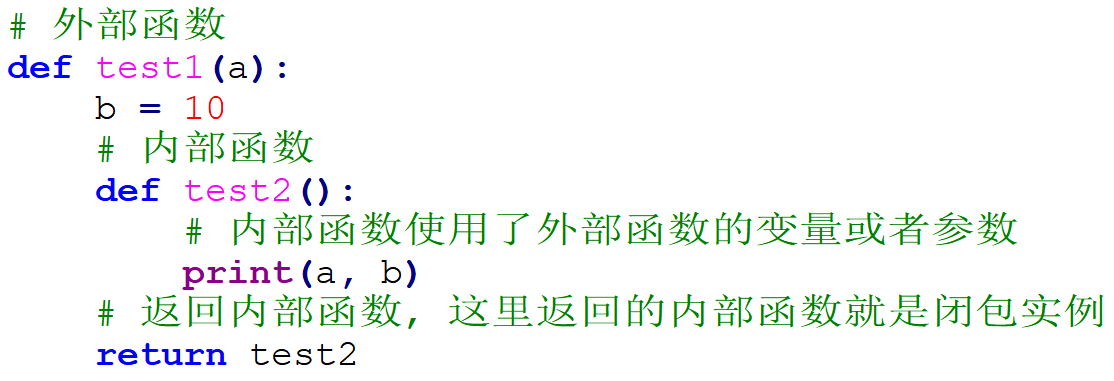 # 外部函数
def test1(a):
    b = 10
    # 内部函数
    def test2():
        # 内部函数使用了外部函数的变量或者参数
        print(a, b)
    # 返回内部函数, 这里返回的内部函数就是闭包实例
    return test2